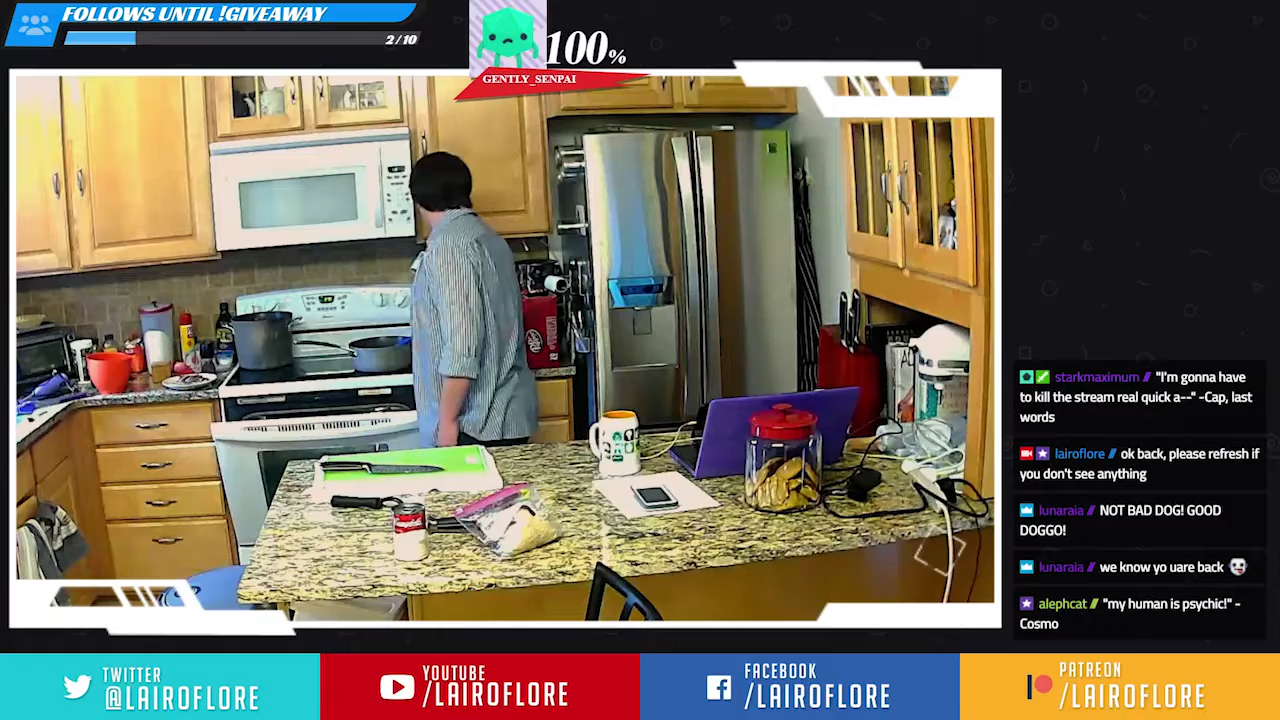 FOLLOWS UNTIL !GIVEAWAY
2/10
100%
GENTLY_SENPAI
starkmaximum // "I'm gonna have
to kill the stream real quick a--" -Cap, last
words
lairoflore // ok back, please refresh if
you don't see anything
lunaraia // NOT BAD DOG! GOOD
DOGGO!
lunaraia // we know yo uare back
alephcat // "my human is psychic!" -
Cosmo
TWITTER
@LAIROFLORE
YOUTUBE
/LAIROFLORE
FACEBOOK
/LAIROFLORE
PATREON
/LAIROFLORE